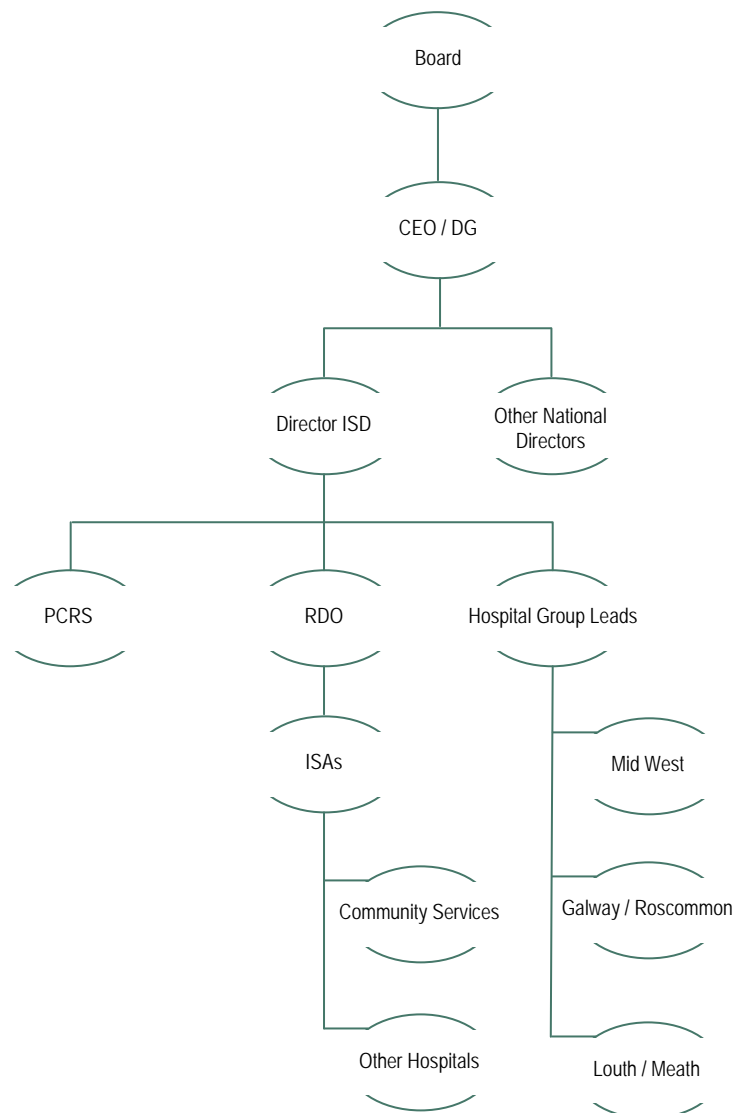 Board
CEO / DG
Director ISD
Other National
Directors
PCRS
RDO
Hospital Group Leads
ISAs
Mid West
Community Services
Galway / Roscommon
Other Hospitals
Louth / Meath